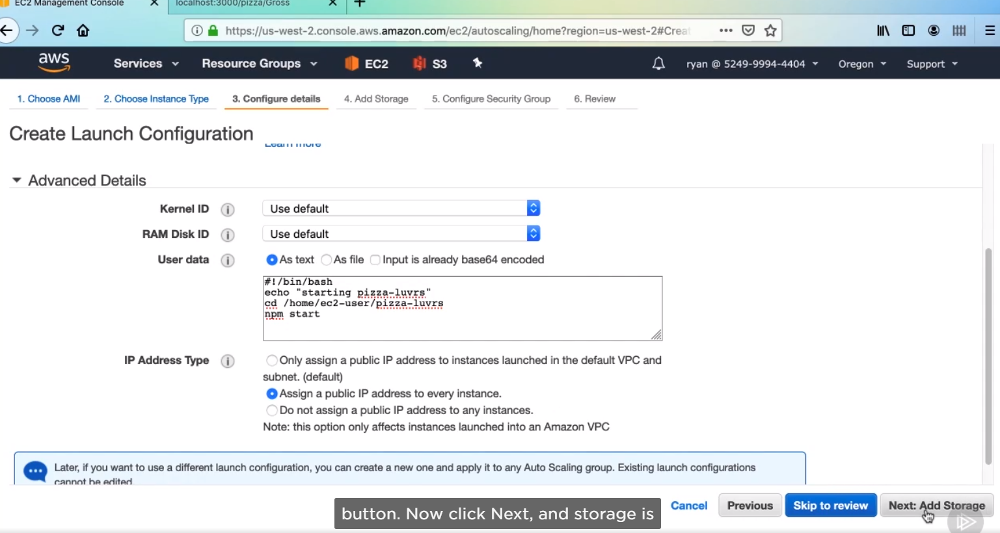 EC2 Management Console
localhost:3000/pizza/Gross
https://us-west-2.console.aws.amazon.com/ec2/autoscaling/home?region=us-west-2#Creat
aws Services Resource Groups EC2 S3 ryan @ 5249-9994-4404 Oregon Support
1. Choose AMI 2. Choose Instance Type 3. Configure details 4. Add Storage 5. Configure Security Group 6. Review
Create Launch Configuration
Learn more
Advanced Details
Kernel ID i Use default
RAM Disk ID i Use default
User data i As text As file Input is already base64 encoded
#!/bin/bash
echo "starting pizza-luvrs"
cd /home/ec2-user/pizza-luvrs
npm start
IP Address Type i Only assign a public IP address to instances launched in the default VPC and
subnet. (default)
Assign a public IP address to every instance.
Do not assign a public IP address to any instances.
Note: this option only affects instances launched into an Amazon VPC
Later, if you want to use a different launch configuration, you can create a new one and apply it to any Auto Scaling group. Existing launch configurations
cannot be edited.
Cancel Previous Skip to review Next: Add Storage
button. Now click Next, and storage is